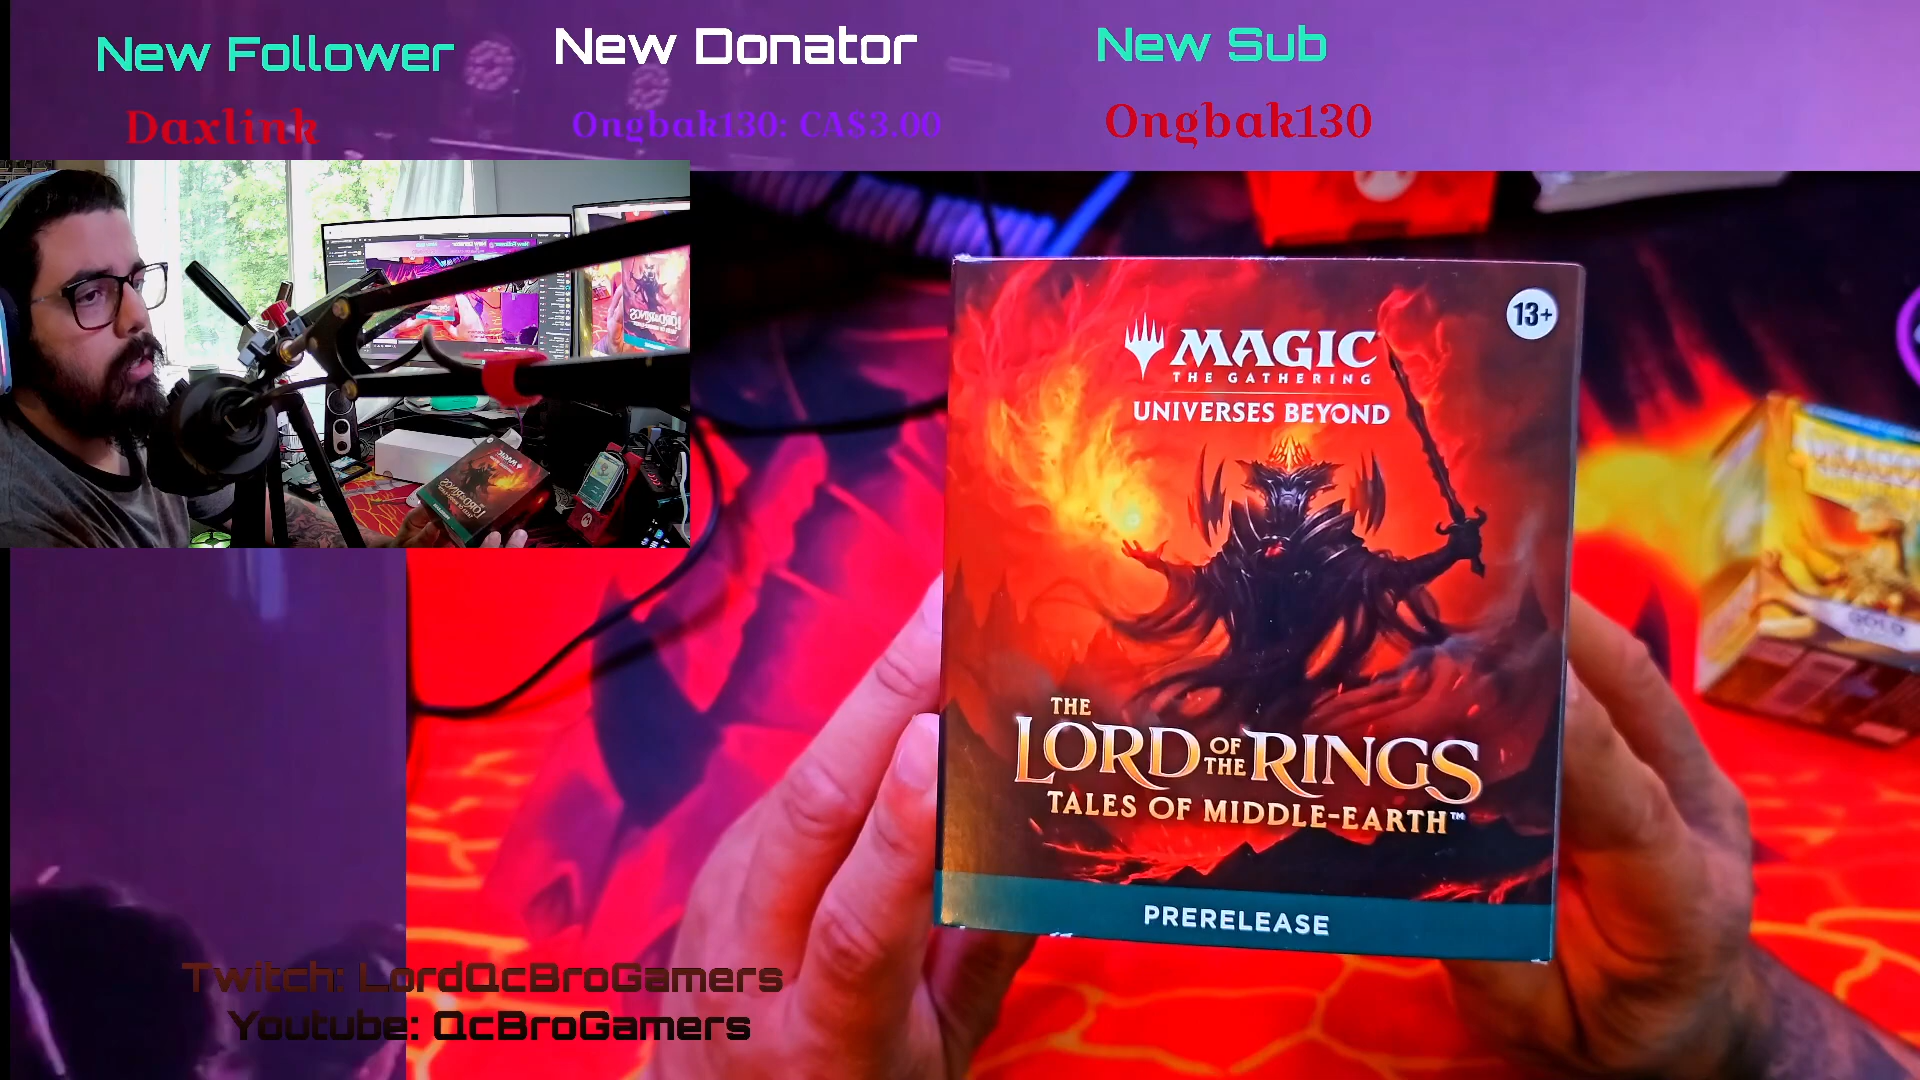 New Follower
Daxlink
New Donator
Ongbak130: CA$3.00
New Sub
Ongbak130
13+
MAGIC
THE GATHERING
UNIVERSES BEYOND
THE
LORD OF THE RINGS
TALES OF MIDDLE-EARTH™
PRERELEASE
GOLD
Twitch: LordQcBroGamers
Youtube: QcBroGamers